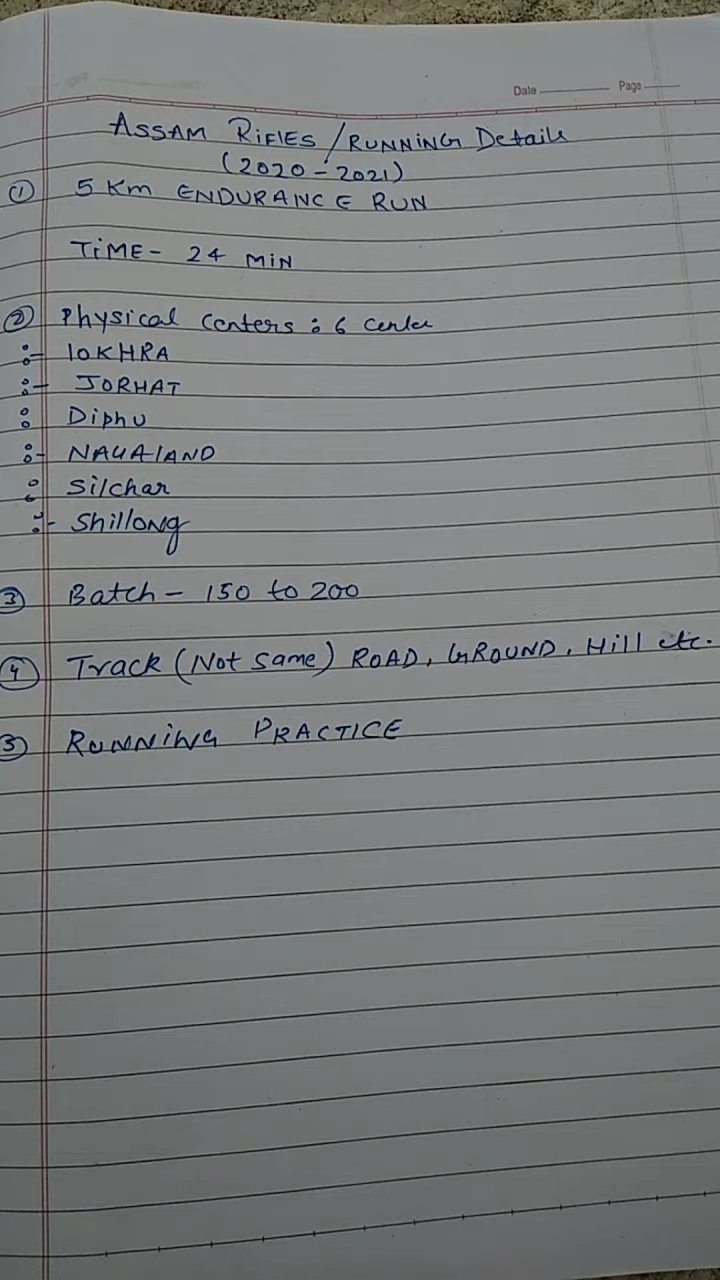 Date Page
ASSAM RiFlES / RUNNiNG Details
(2020-2021)
① 5 Km ENDURANCE RUN
TiME- 24 MiN
② Physical Centers : 6 Center
:- lOKHRA
:- JORHAT
: Diphu
:- NAGAlAND
: Silchar
:- ShilloNg
③ Batch - 150 to 200
④ Track (Not same) ROAD, GROUND, Hill etc.
⑤ RUNNiNG PRACTICE